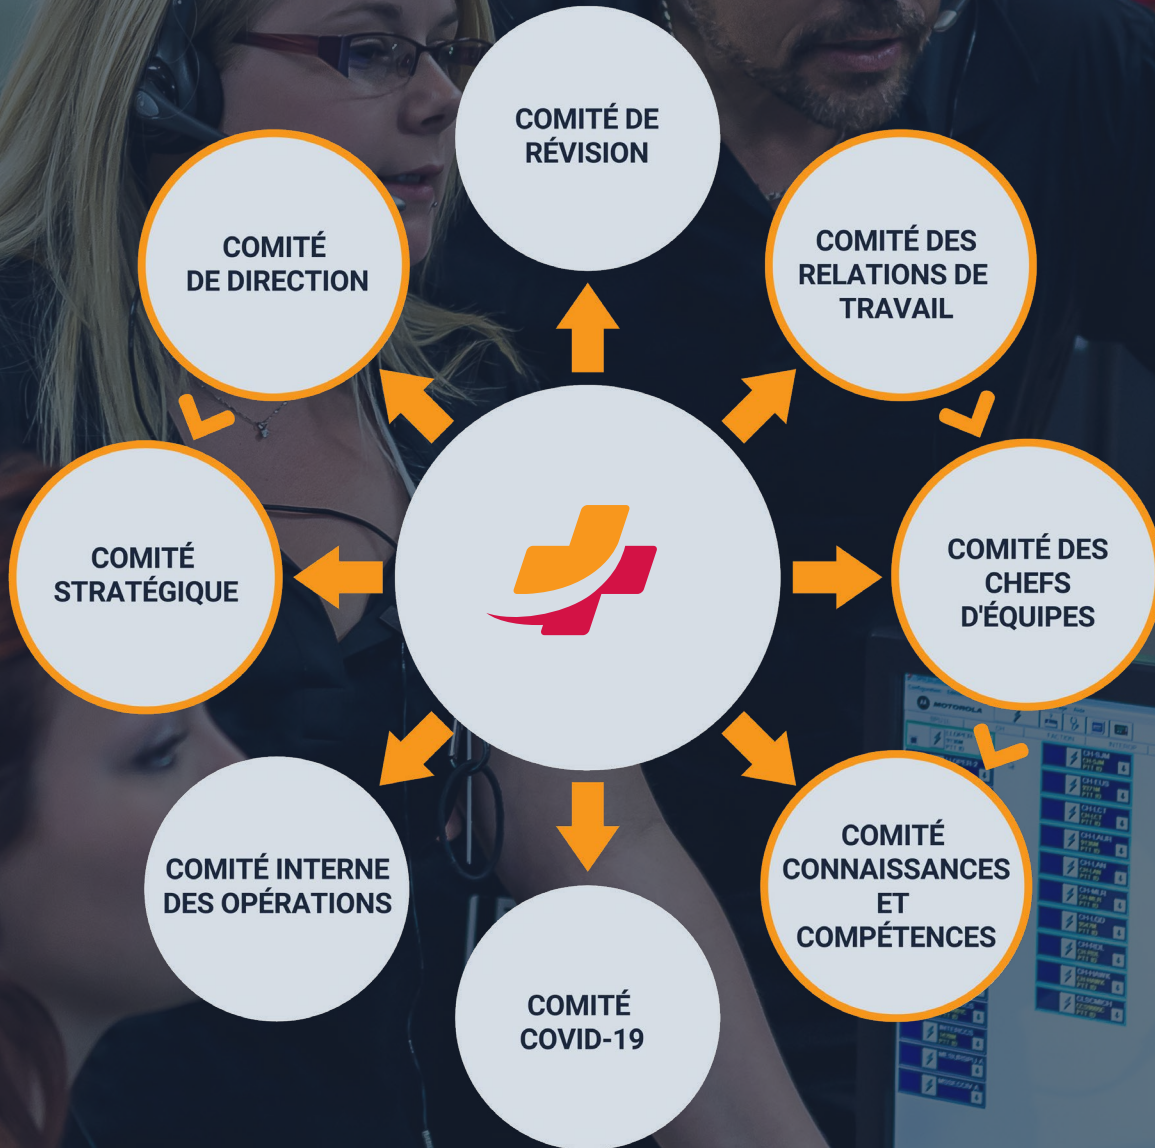 COMITÉ DE
RÉVISION
COMITÉ
DE DIRECTION
COMITÉ DES
RELATIONS DE
TRAVAIL
COMITÉ
STRATÉGIQUE
COMITÉ DES
CHEFS
D'ÉQUIPES
MOTOROLA
COMITÉ INTERNE
DES OPÉRATIONS
COMITÉ
CONNAISSANCES
ET
COMPÉTENCES
COMITÉ
COVID-19